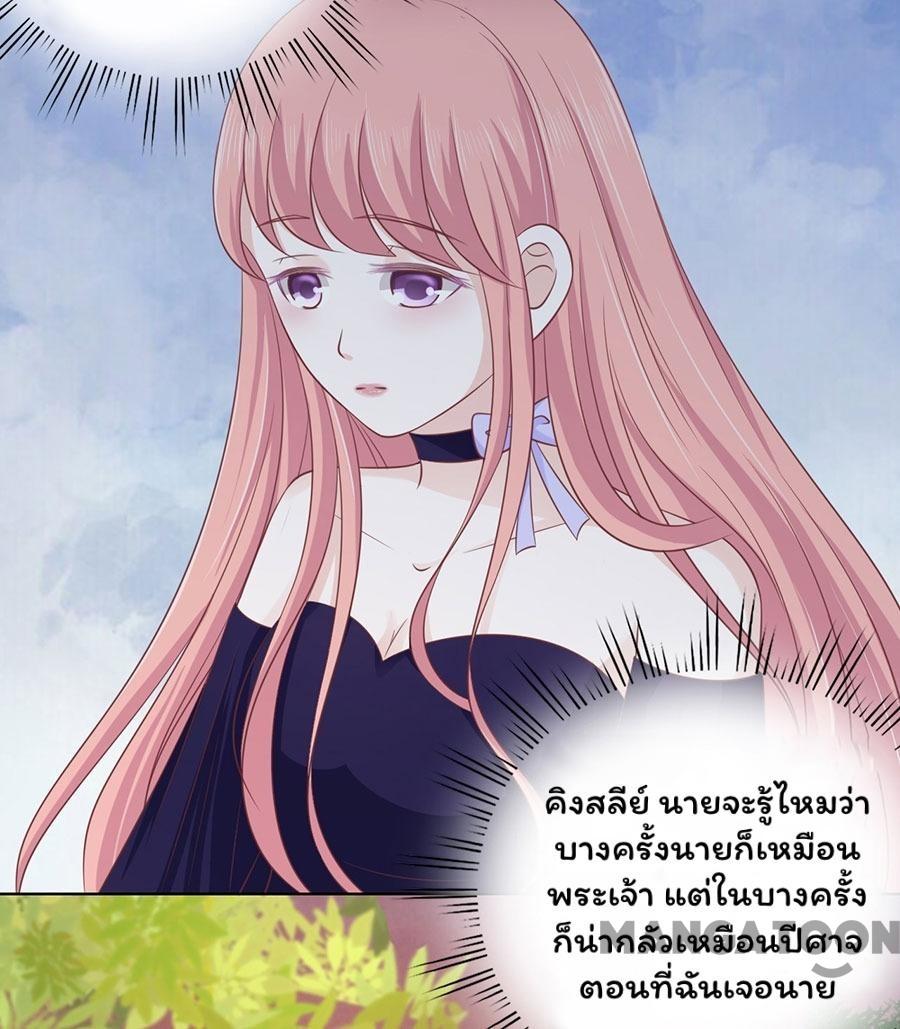 คิงสลีย์ นายจะรู้ไหมว่า
บางครั้งนายก็เหมือน
พระเจ้า แต่ในบางครั้ง
ก็น่ากลัวเหมือนปีศาจ
ตอนที่ฉันเจอนาย
MANGATOON